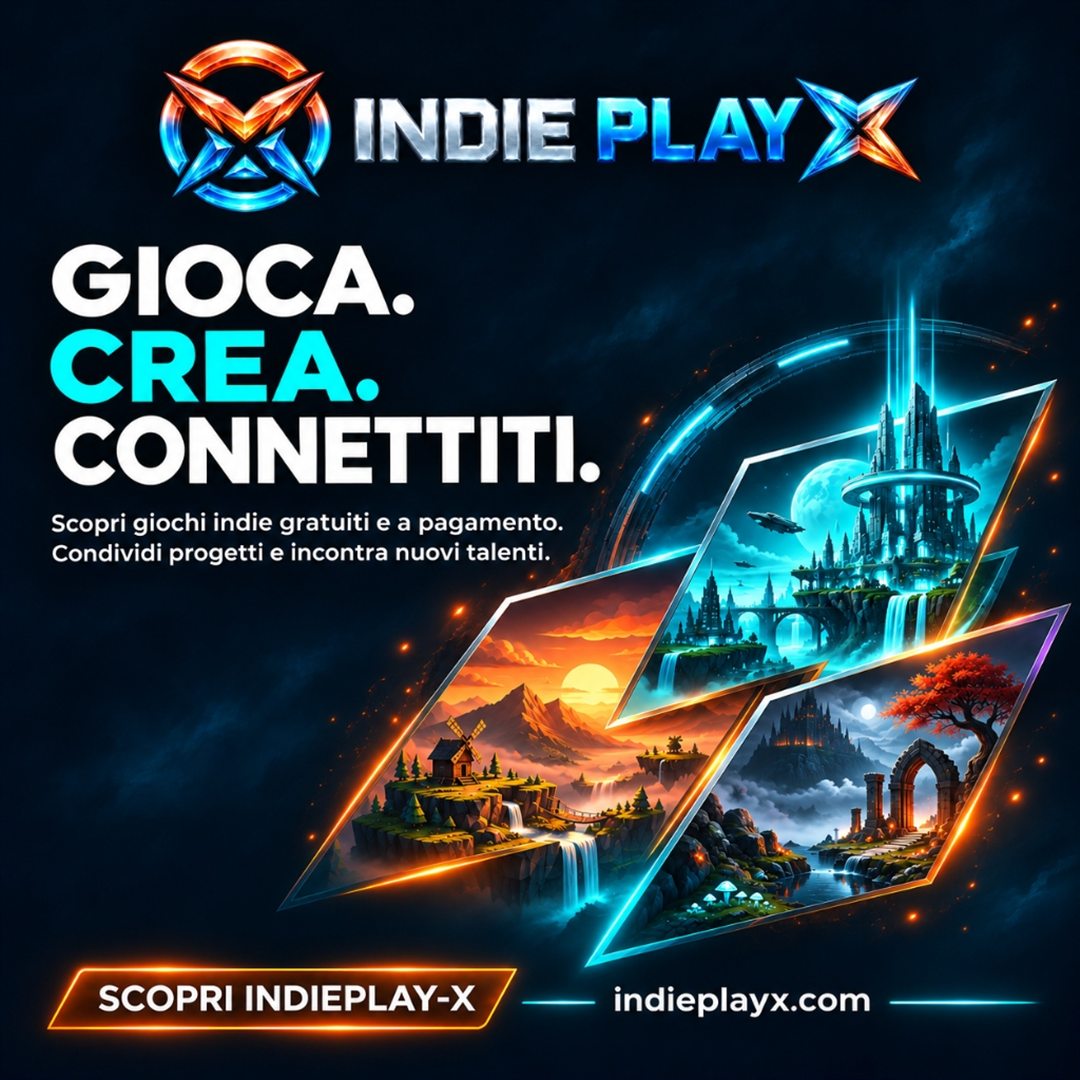 INDIE PLAY X
GIOCA.
CREA.
CONNETTITI.
Scopri giochi indie gratuiti e a pagamento.
Condividi progetti e incontra nuovi talenti.
SCOPRI INDIEPLAY-X
indieplayx.com